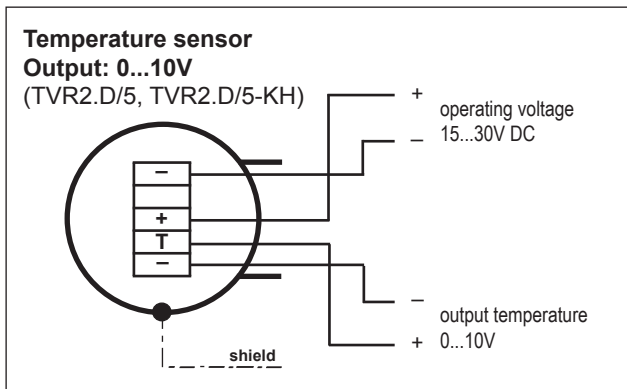 Temperature sensor
Output: 0...10V
(TVR2.D/5, TVR2.D/5-KH)
+
operating voltage
– 15...30V DC
–
+
T
–
–
output temperature
+ 0...10V
shield